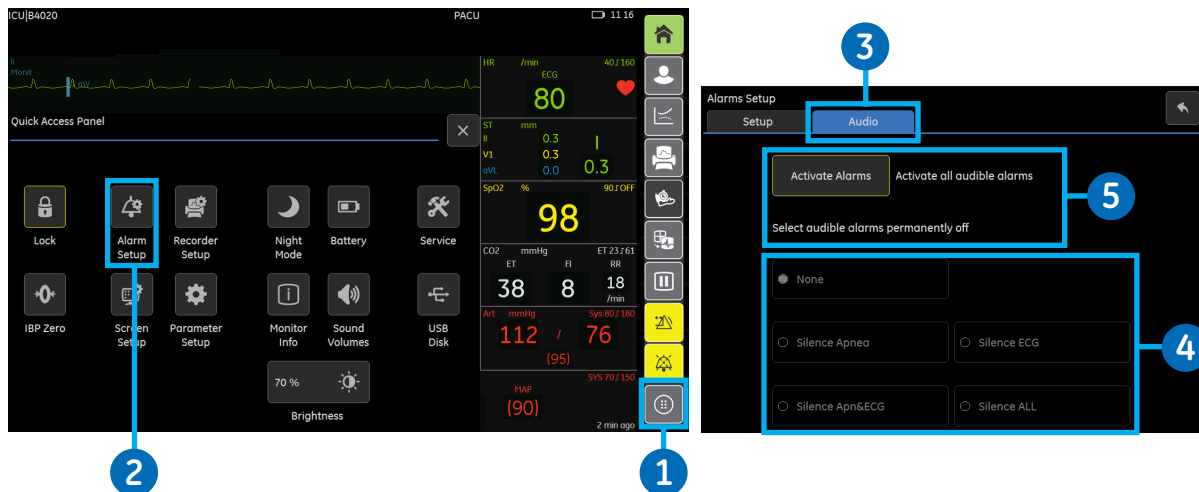 ICU|B4020 PACU 11 16
II
Monit
mV
Quick Access Panel
Lock
Alarm Setup
Recorder Setup
Night Mode
Battery
Service
IBP Zero
Screen Setup
Parameter Setup
Monitor Info
Sound Volumes
USB Disk
70 %
Brightness
HR /min 40 160
ECG
80
ST mm
II 0.3 I
V1 0.3
aVL 0.0 0.3
SpO2 % 90 OFF
98
CO2 mmHg ET 23 61
ET FI RR
38 8 18
/min
Art mmHg Sys 80 180
112 / 76
(95)
SYS 70 150
MAP
(90)
2 min ago
2
1
3
Alarms Setup
Setup Audio
Activate Alarms Activate all audible alarms
5
Select audible alarms permanently off
None
Silence Apnea Silence ECG
4
Silence Apn&ECG Silence ALL